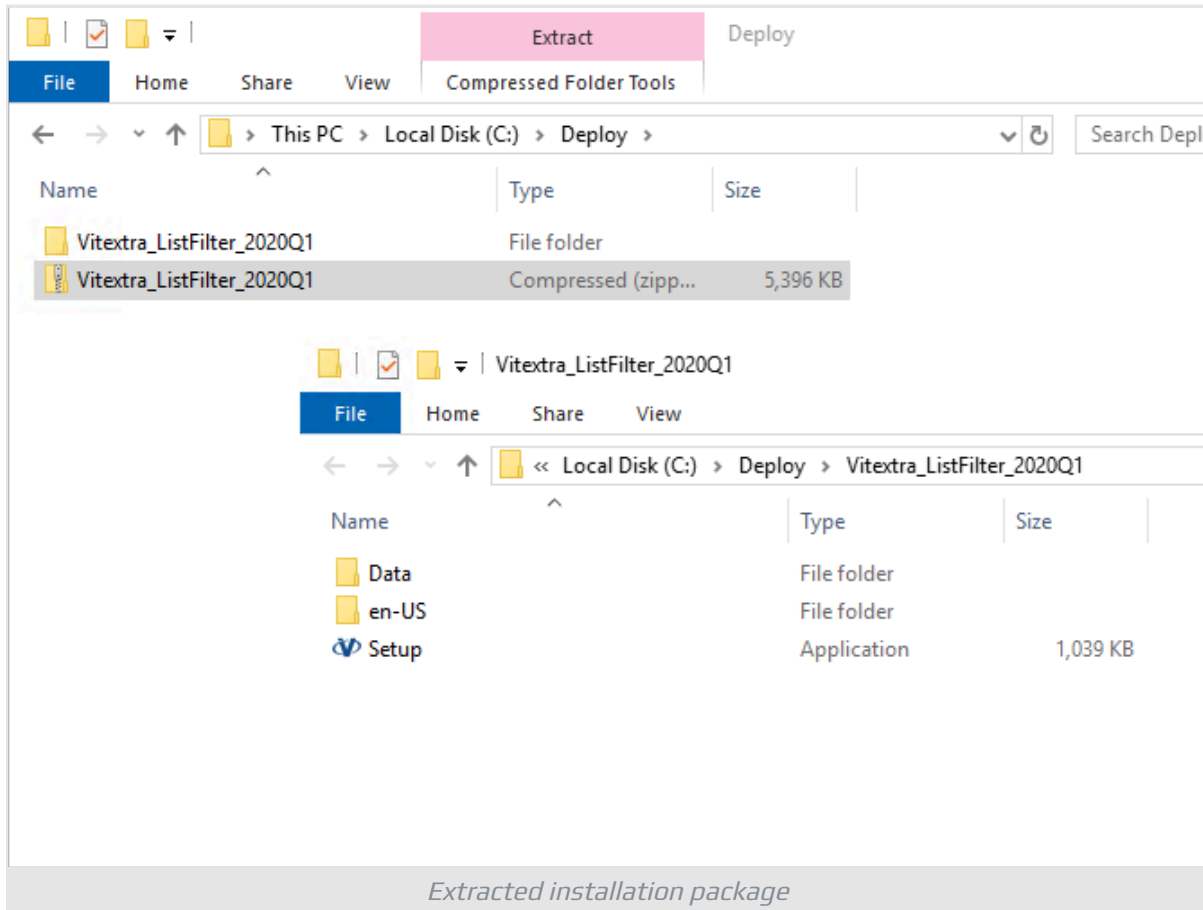 Extract Deploy
File Home Share View Compressed Folder Tools
This PC > Local Disk (C:) > Deploy > Search Depl
Name Type Size
Vitextra_ListFilter_2020Q1 File folder
Vitextra_ListFilter_2020Q1 Compressed (zipp... 5,396 KB
Vitextra_ListFilter_2020Q1
File Home Share View
« Local Disk (C:) > Deploy > Vitextra_ListFilter_2020Q1
Name Type Size
Data File folder
en-US File folder
Setup Application 1,039 KB
Extracted installation package